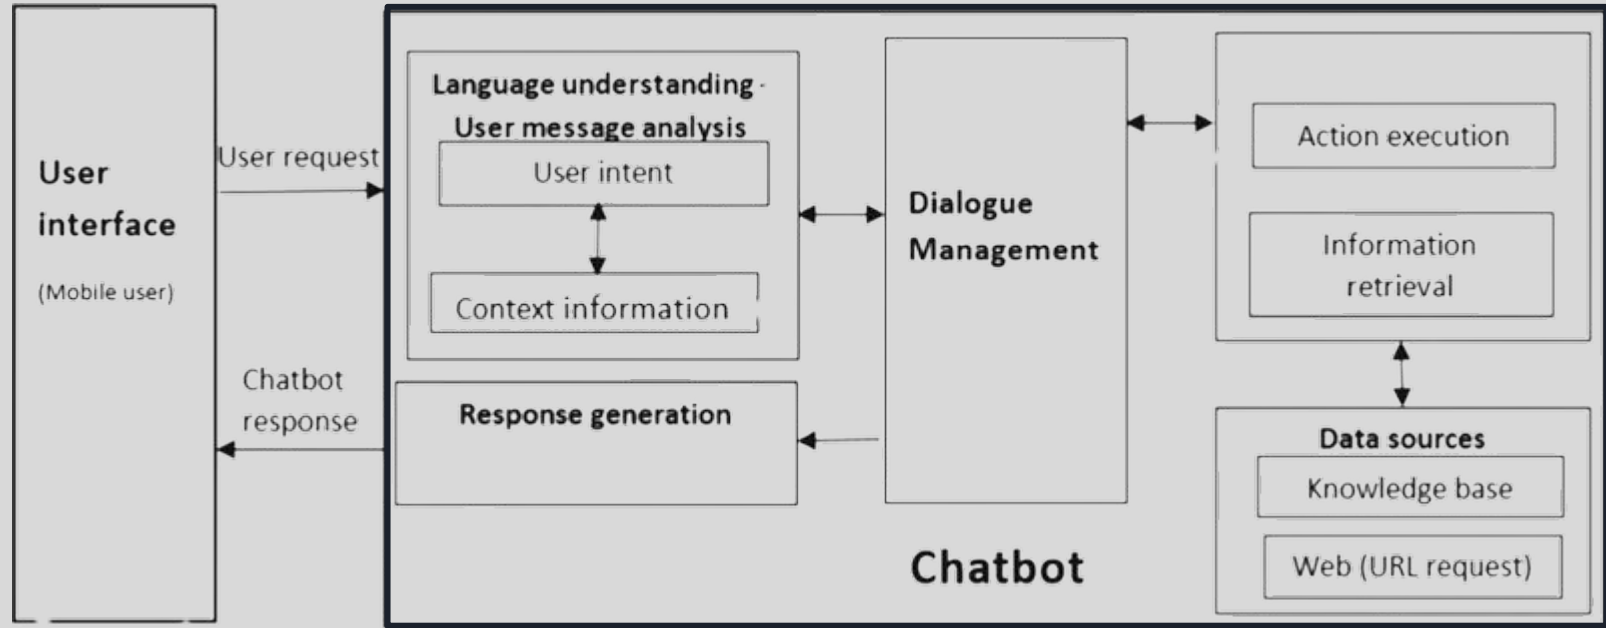 User
interface
(Mobile user)
User request
Chatbot
response
Language understanding -
User message analysis
User intent
Context information
Response generation
Dialogue
Management
Action execution
Information
retrieval
Data sources
Knowledge base
Web (URL request)
Chatbot